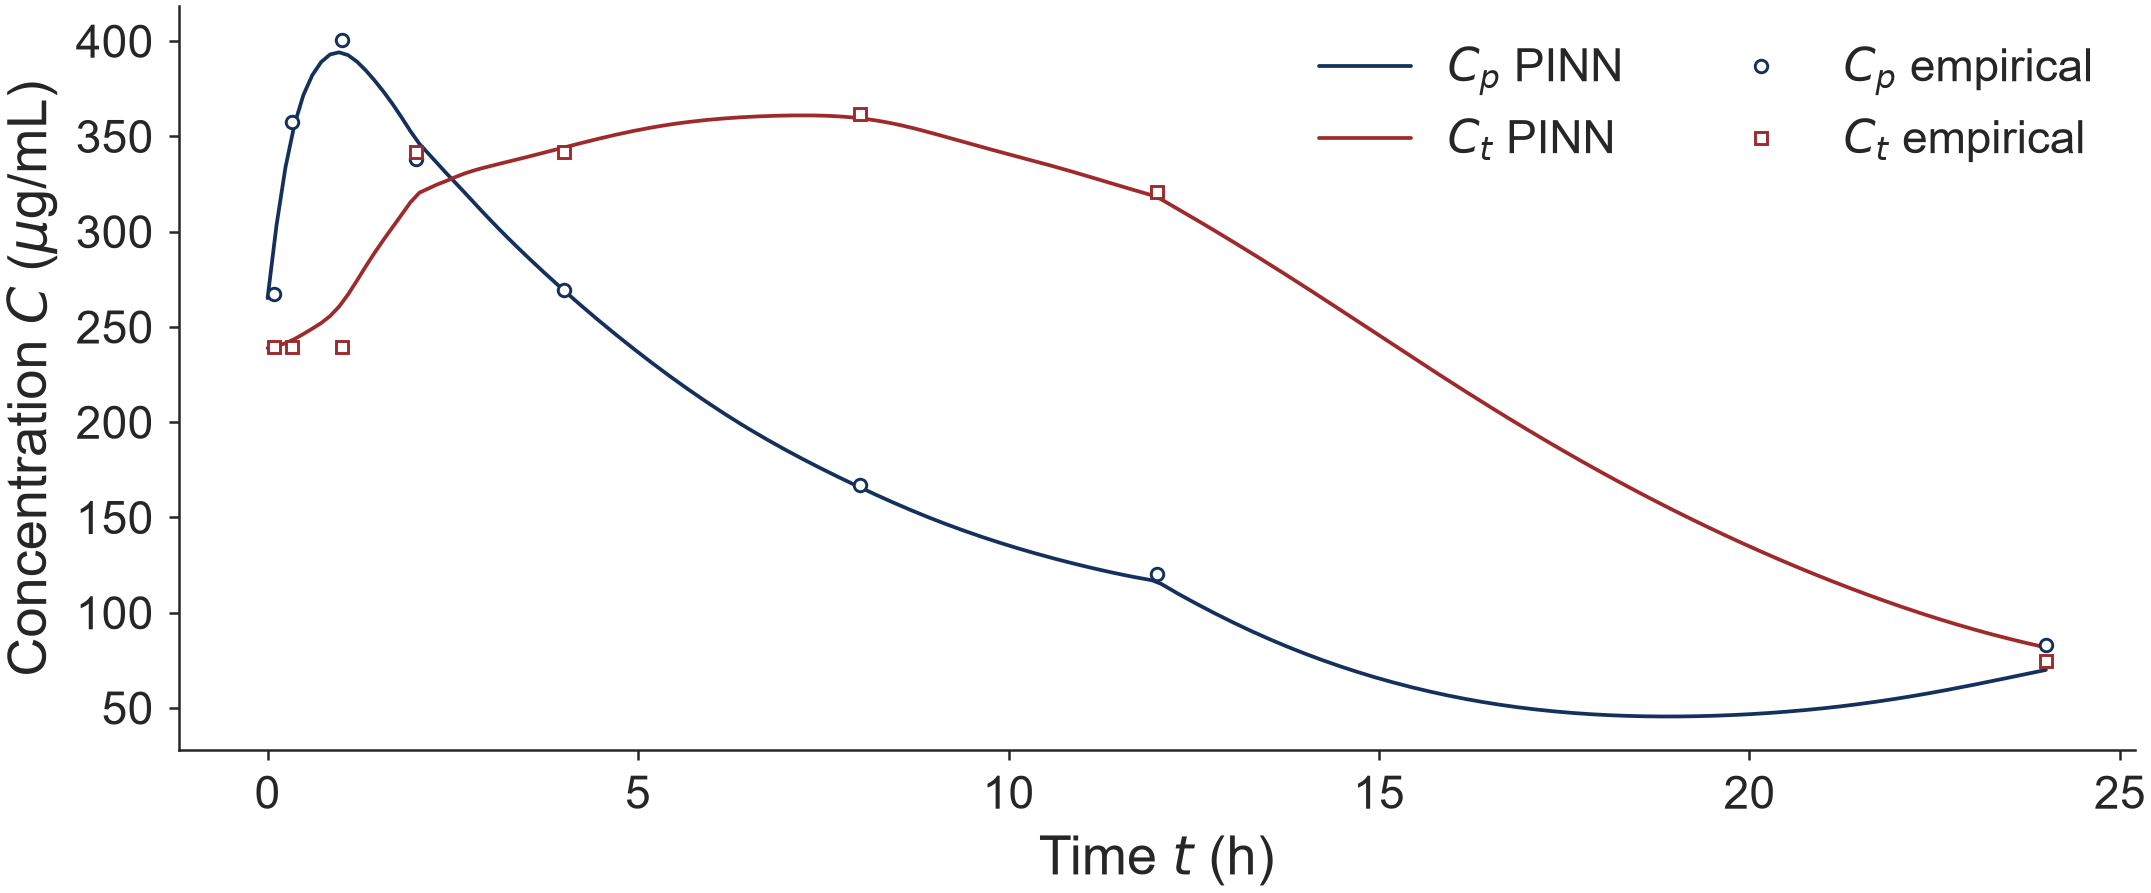 400
350
300
250
200
150
100
50
Concentration C (μg/mL)
0 5 10 15 20 25
Time t (h)
Cp PINN
Ct PINN
Cp empirical
Ct empirical